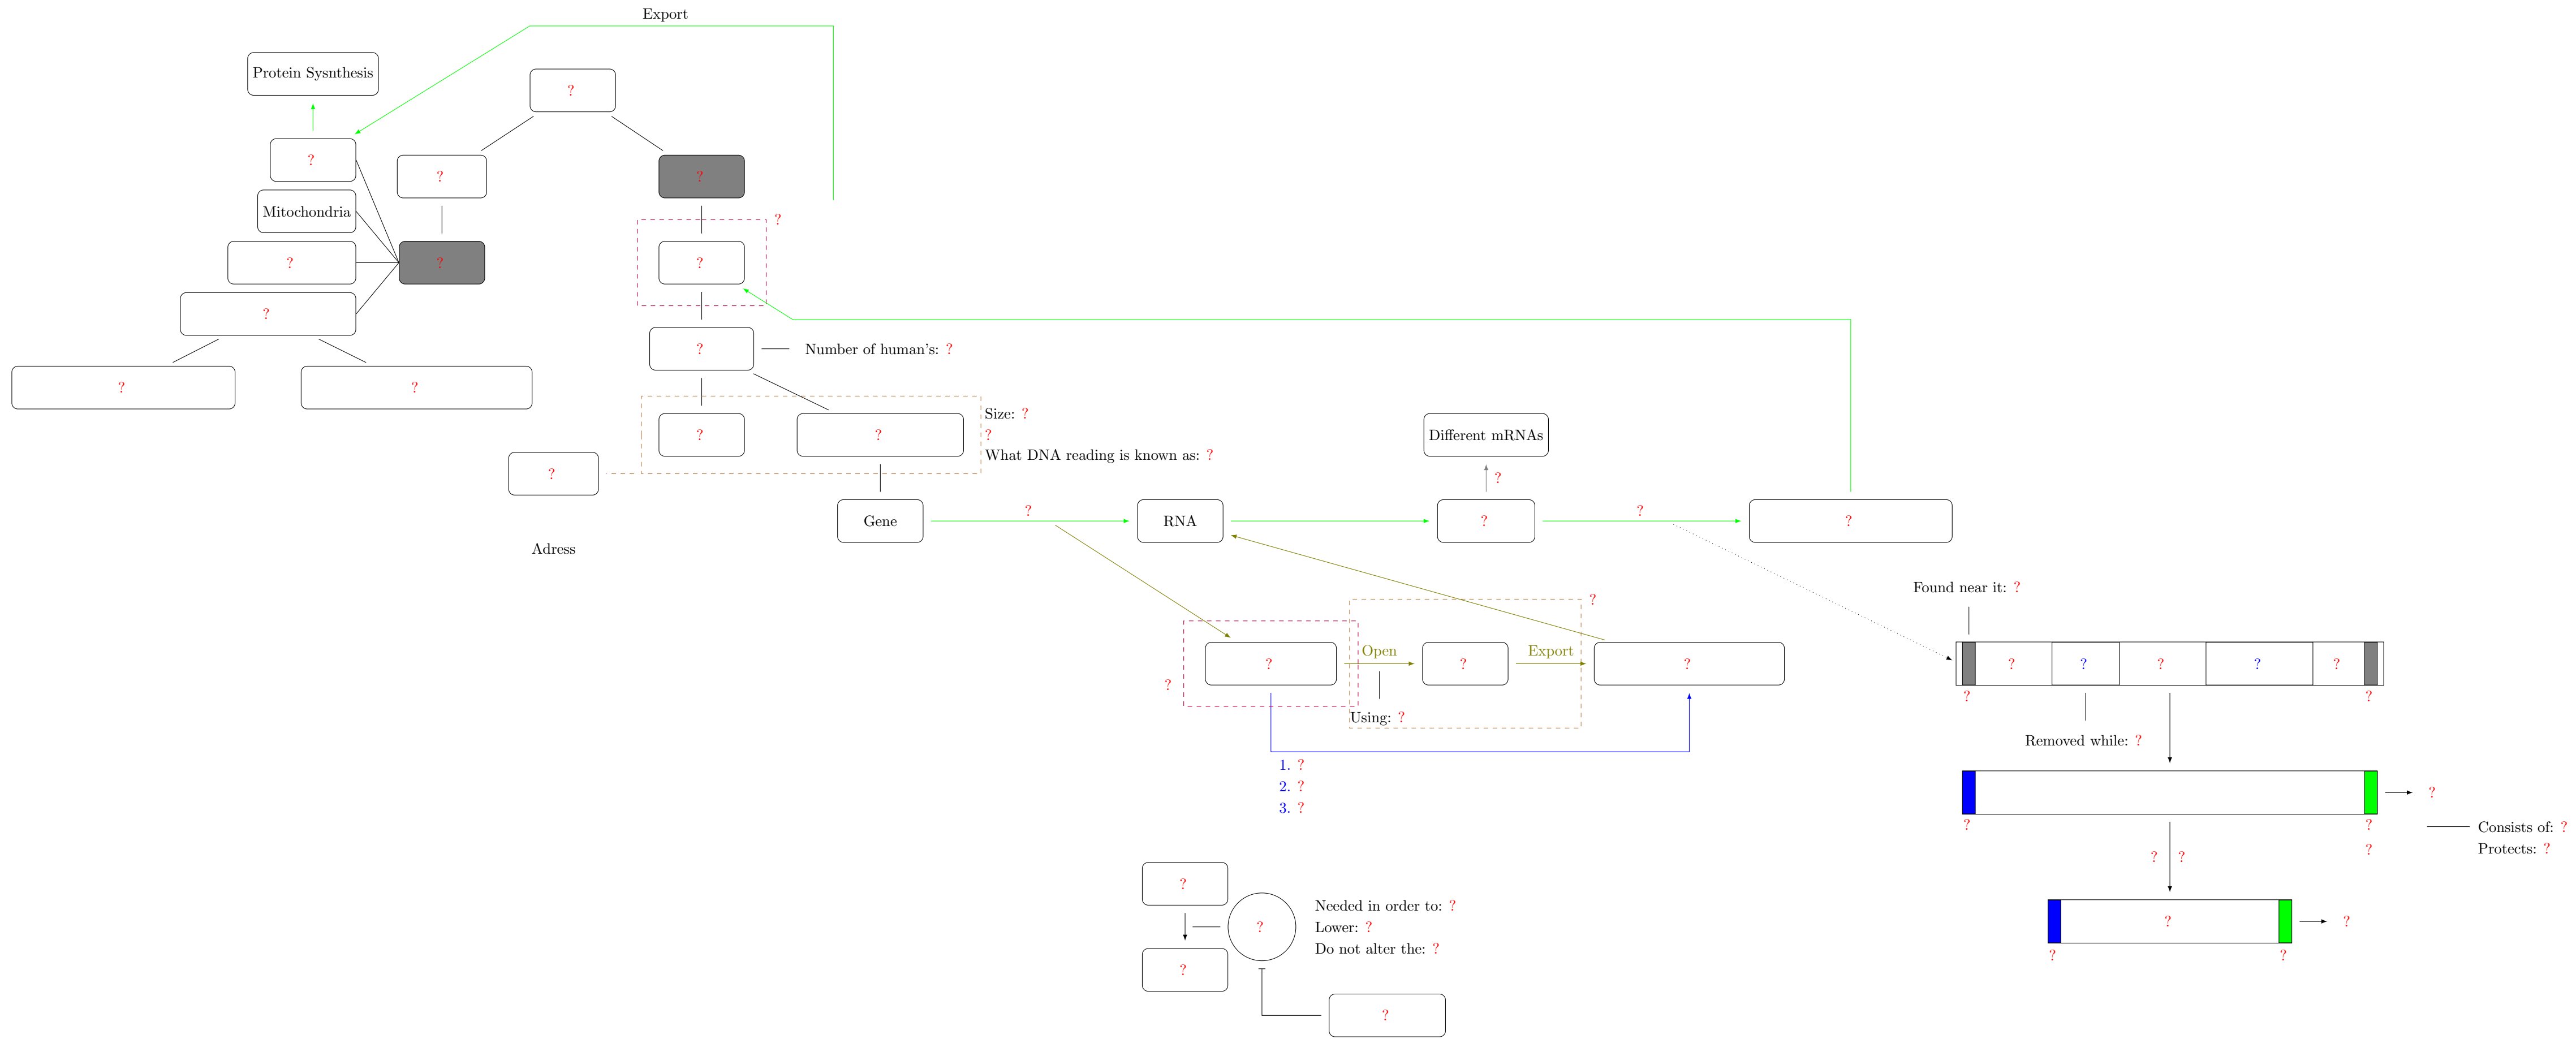 Export
Protein Sysnthesis
?
?
?
?
?
Mitochondria
?
?
?
?
?
?
Number of human's: ?
?
?
Size: ?
?
?
?
What DNA reading is known as: ?
Different mRNAs
?
?
Gene
?
RNA
?
?
?
Adress
Found near it: ?
?
?
Open
?
Export
?
?
?
?
?
?
?
?
?
Using: ?
Removed while: ?
1. ?
2. ?
3. ?
?
?
?
?
Consists of: ?
Protects: ?
?
?
?
Needed in order to: ?
Lower: ?
Do not alter the: ?
?
?
?
?
?
?
?
?